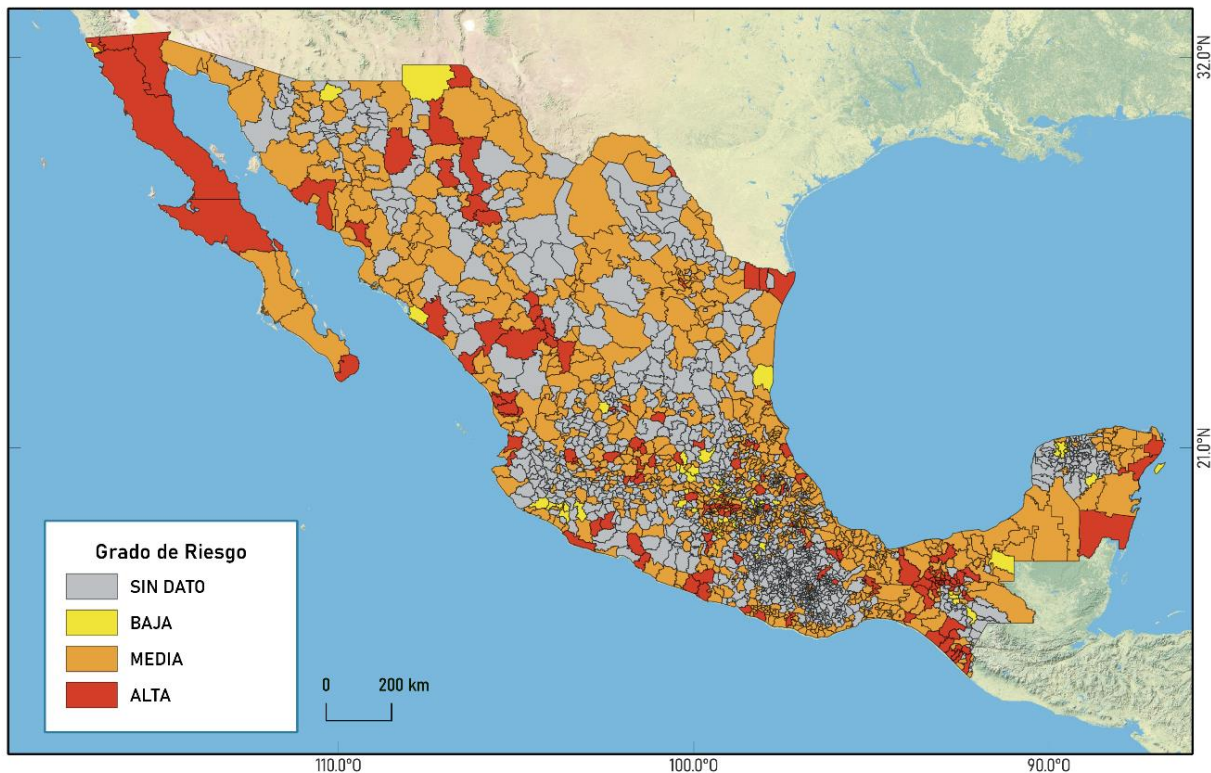 32.0°N
21.0°N
Grado de Riesgo
SIN DATO
BAJA
MEDIA
ALTA
0 200 km
110.0°O 100.0°O 90.0°O